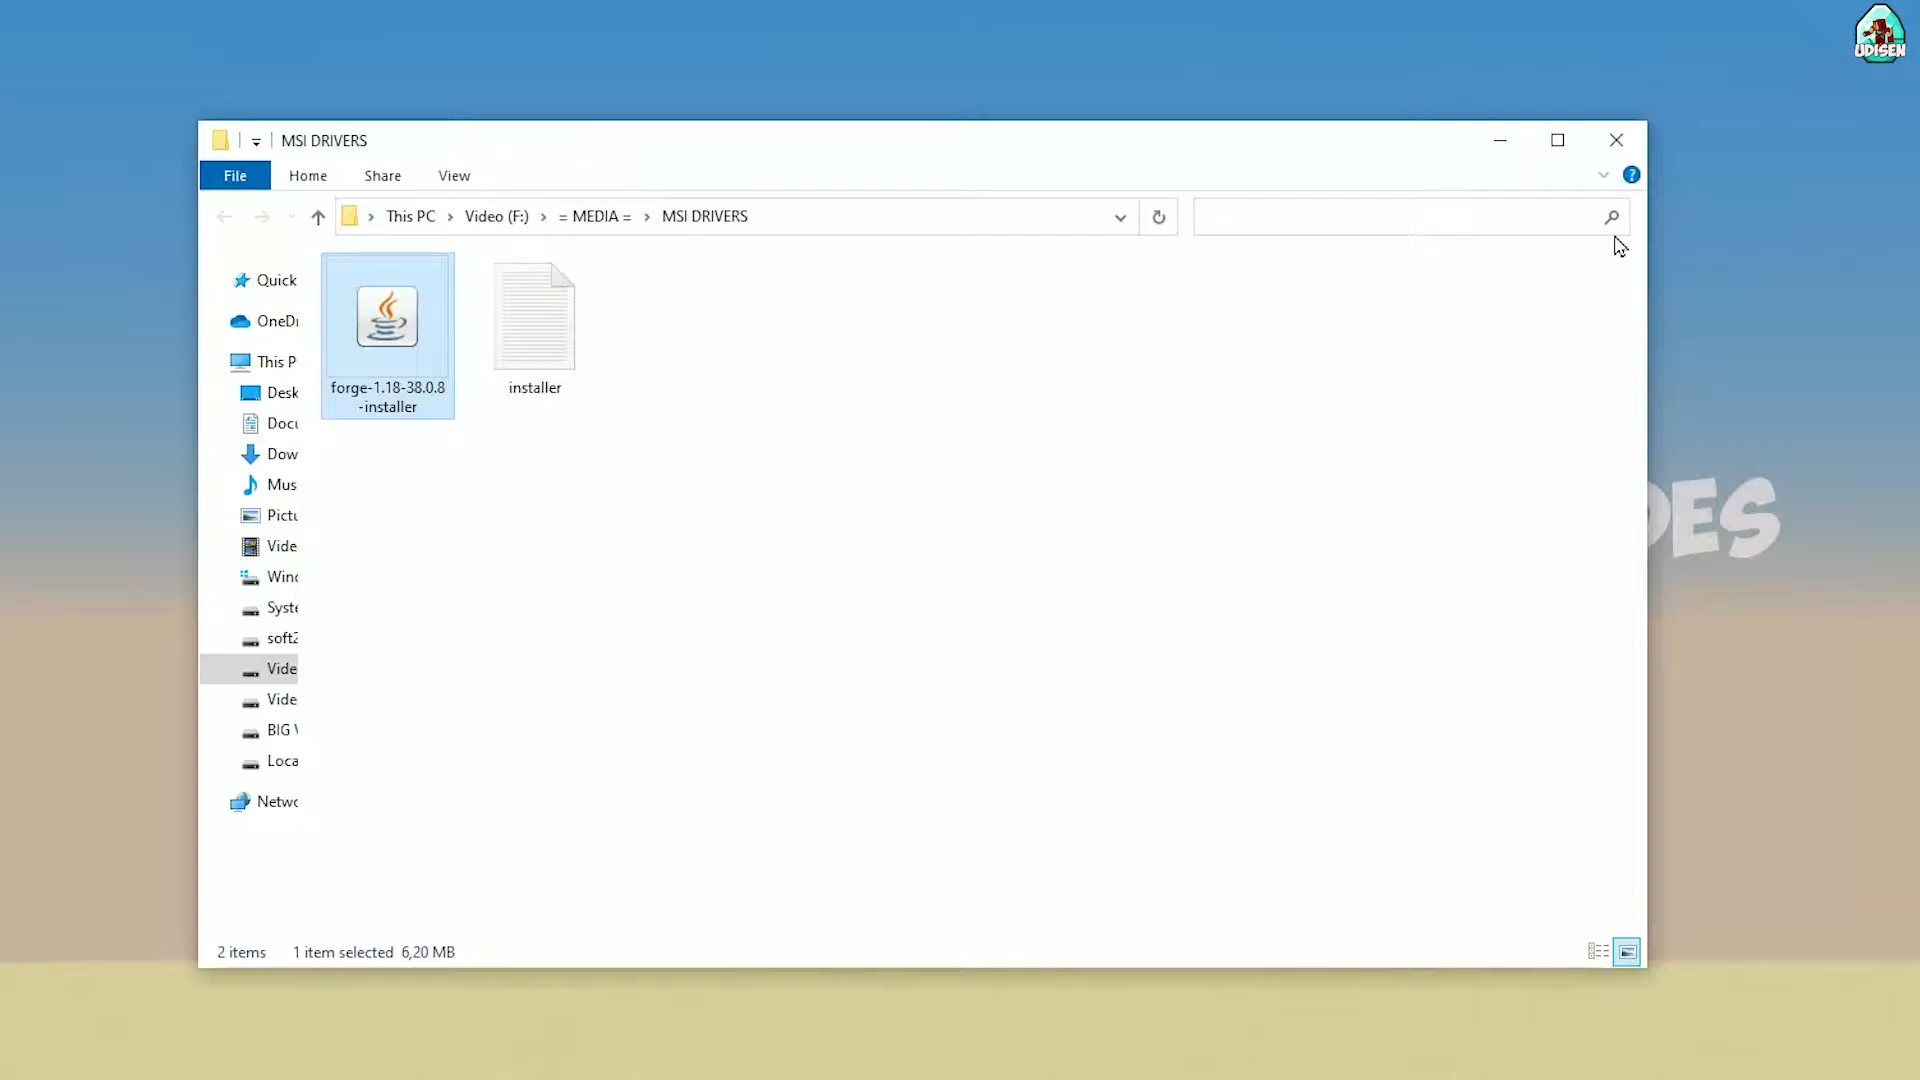 UDISEN
MSI DRIVERS
File Home Share View
This PC Video (F:) = MEDIA = MSI DRIVERS
Quick
OneDr
This P
Desk
Docu
Dow
Mus
Pictu
Vide
Wind
Syste
soft2
Vide
Vide
BIG V
Loca
Netwo
forge-1.18-38.0.8
-installer
installer
DES
2 items 1 item selected 6,20 MB